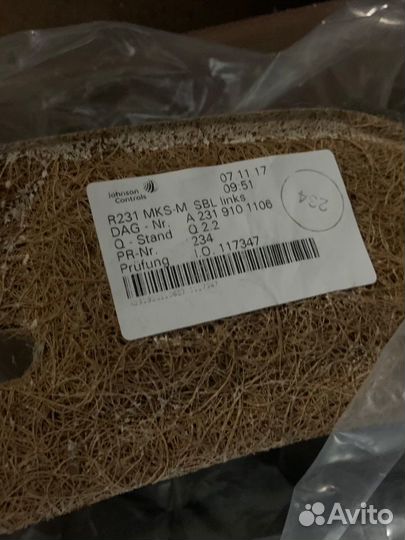 Johnson
Controls
07 11 17
09:51
R231 MKS-M SBL links
DAG - Nr. A 231 910 1106
Q - Stand Q 2.2
PR-Nr. 234
Prüfung I.O. 117347
234
Avito